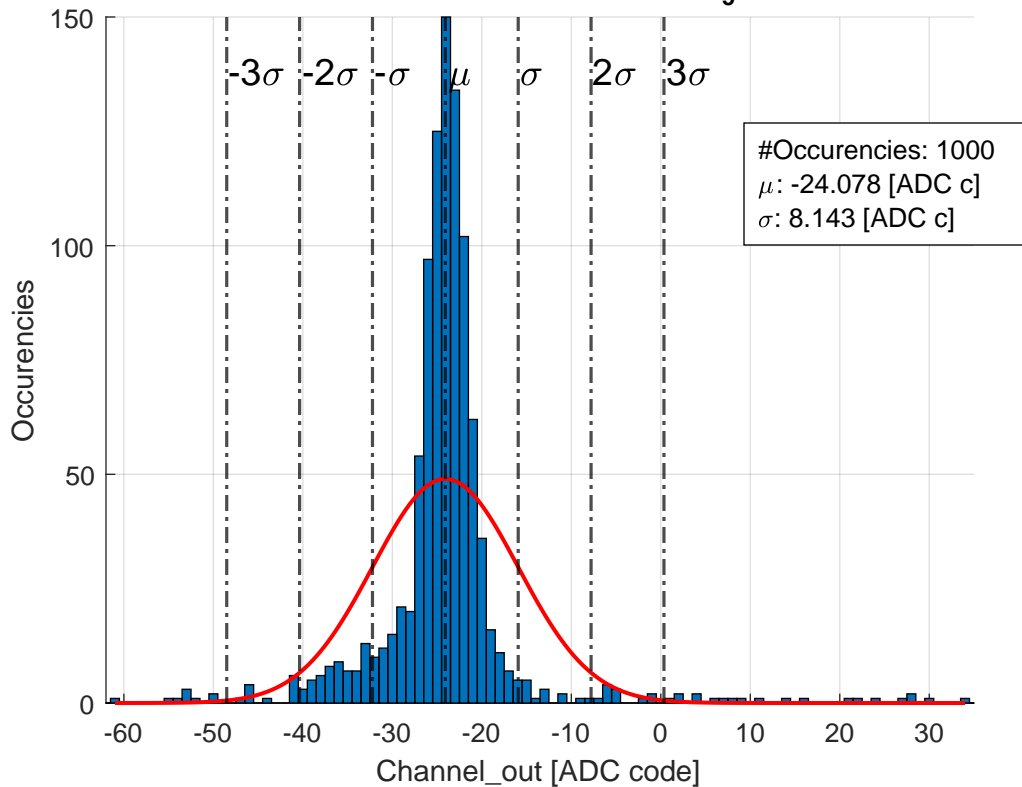 150
100
50
0
-3σ
-2σ
-σ
μ
σ
2σ
3σ
#Occurencies: 1000
μ: -24.078 [ADC c]
σ: 8.143 [ADC c]
Occurencies
-60
-50
-40
-30
-20
-10
0
10
20
30
Channel_out [ADC code]